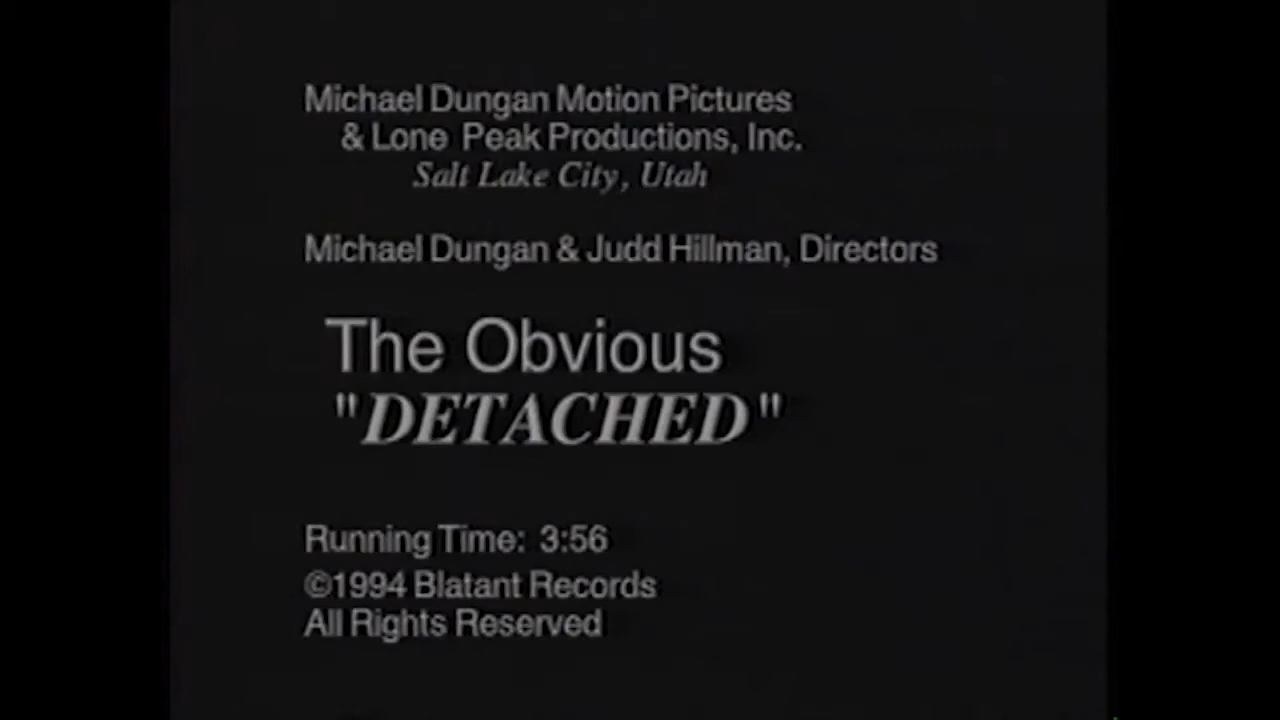 Michael Dungan Motion Pictures
& Lone Peak Productions, Inc.
Salt Lake City, Utah
Michael Dungan & Judd Hillman, Directors
The Obvious
"DETACHED"
Running Time: 3:56
©1994 Blatant Records
All Rights Reserved